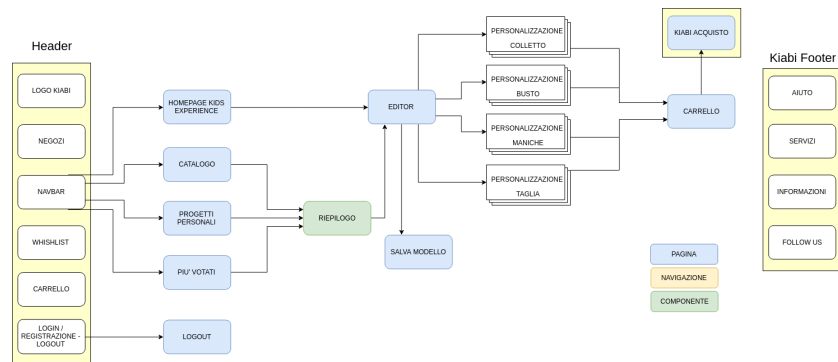 Header
LOGO KIABI
NEGOZI
NAVBAR
WHISHLIST
CARRELLO
LOGIN /
REGISTRAZIONE -
LOGOUT
HOMEPAGE KIDS
EXPERIENCE
CATALOGO
PROGETTI
PERSONALI
PIU' VOTATI
LOGOUT
RIEPILOGO
EDITOR
SALVA MODELLO
PERSONALIZZAZIONE
COLLETTO
PERSONALIZZAZIONE
BUSTO
PERSONALIZZAZIONE
MANICHE
PERSONALIZZAZIONE
TAGLIA
KIABI ACQUISTO
CARRELLO
PAGINA
NAVIGAZIONE
COMPONENTE
Kiabi Footer
AIUTO
SERVIZI
INFORMAZIONI
FOLLOW US